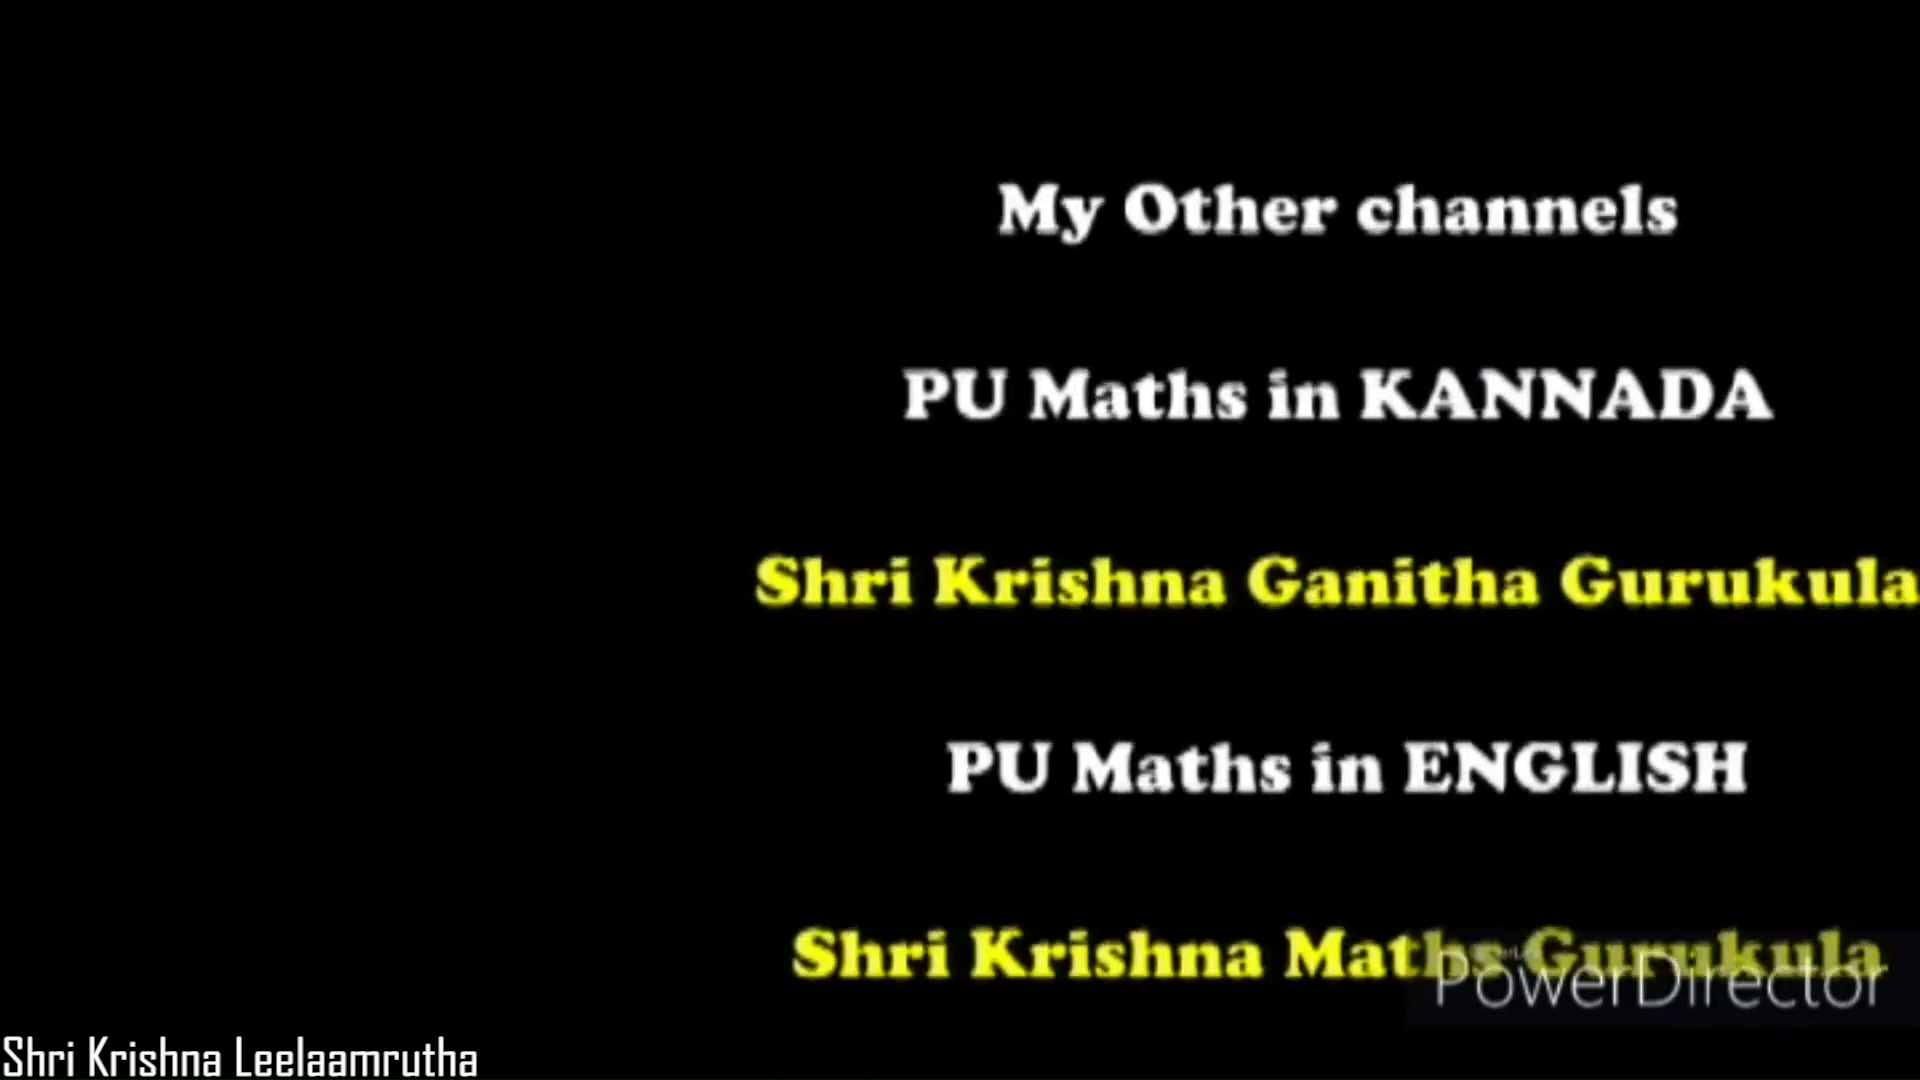 My Other channels
PU Maths in KANNADA
Shri Krishna Ganitha Gurukula
PU Maths in ENGLISH
Shri Krishna Maths Gurukula
PowerDirector
Shri Krishna Leelaamrutha